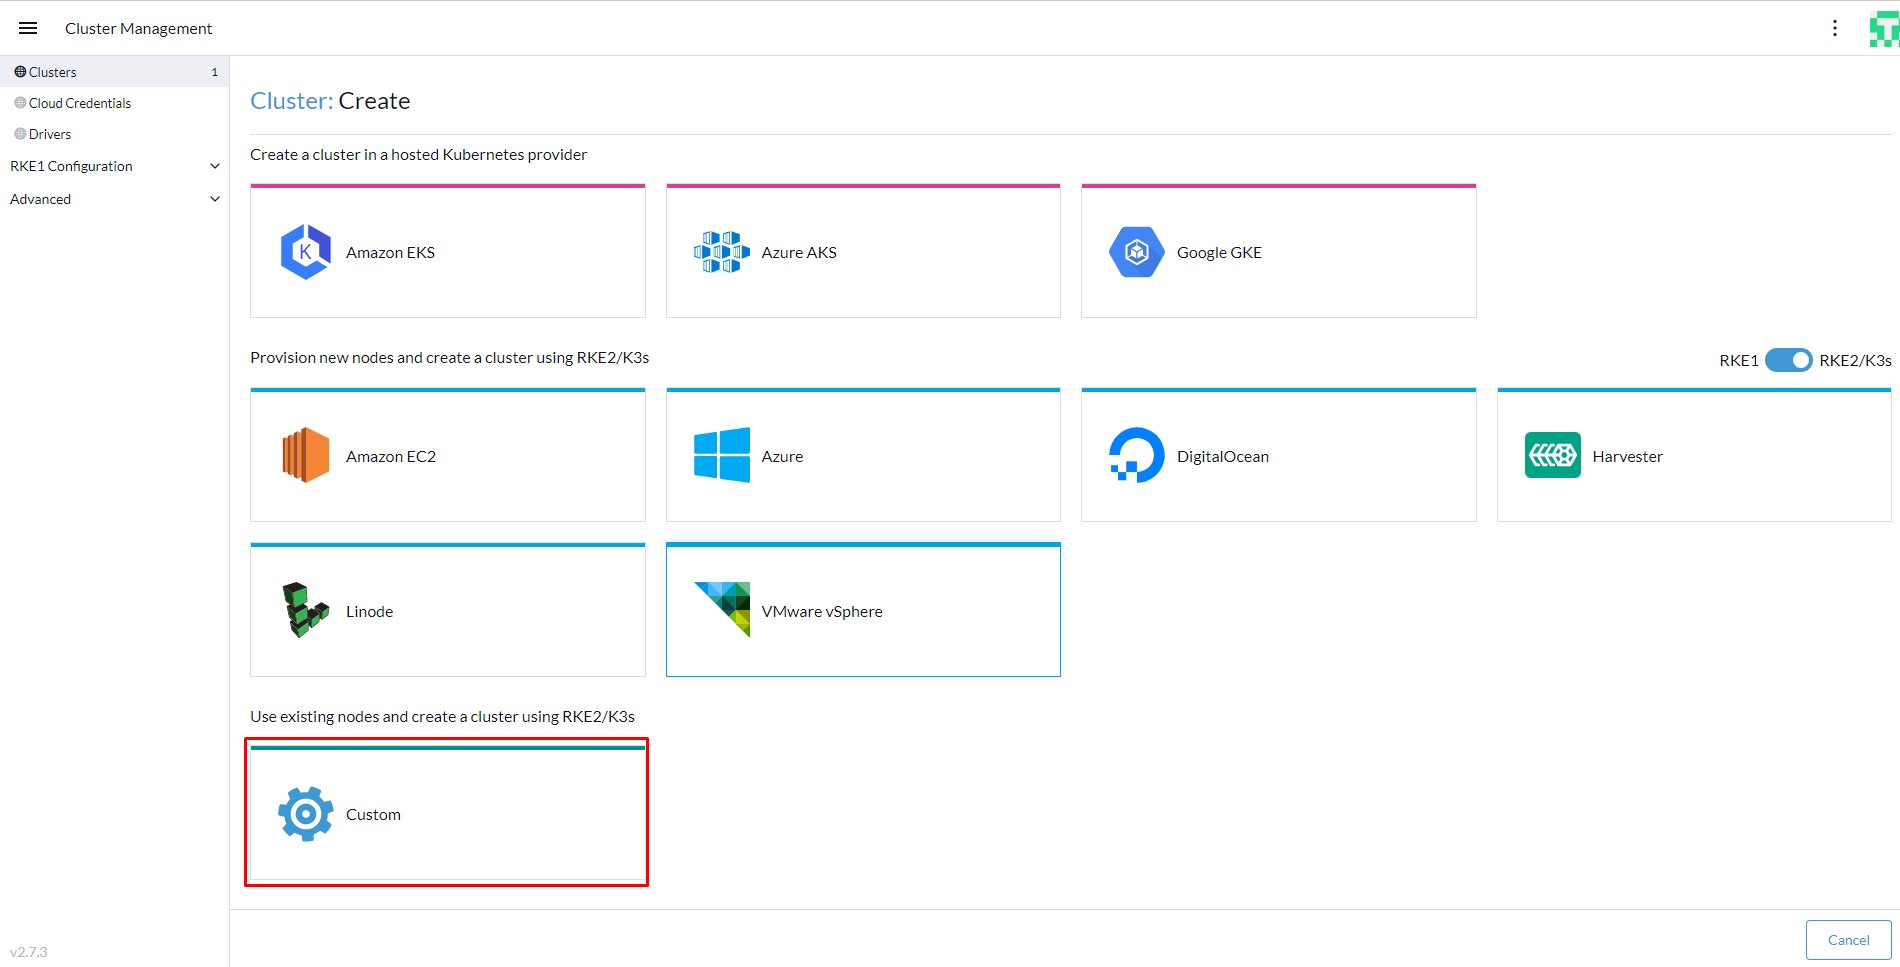 Cluster Management
Clusters 1
Cloud Credentials
Drivers
RKE1 Configuration
Advanced
Cluster: Create
Create a cluster in a hosted Kubernetes provider
K
Amazon EKS
Azure AKS
Google GKE
Provision new nodes and create a cluster using RKE2/K3s
RKE1 RKE2/K3s
Amazon EC2
Azure
DigitalOcean
Harvester
Linode
VMware vSphere
Use existing nodes and create a cluster using RKE2/K3s
Custom
v2.7.3
Cancel